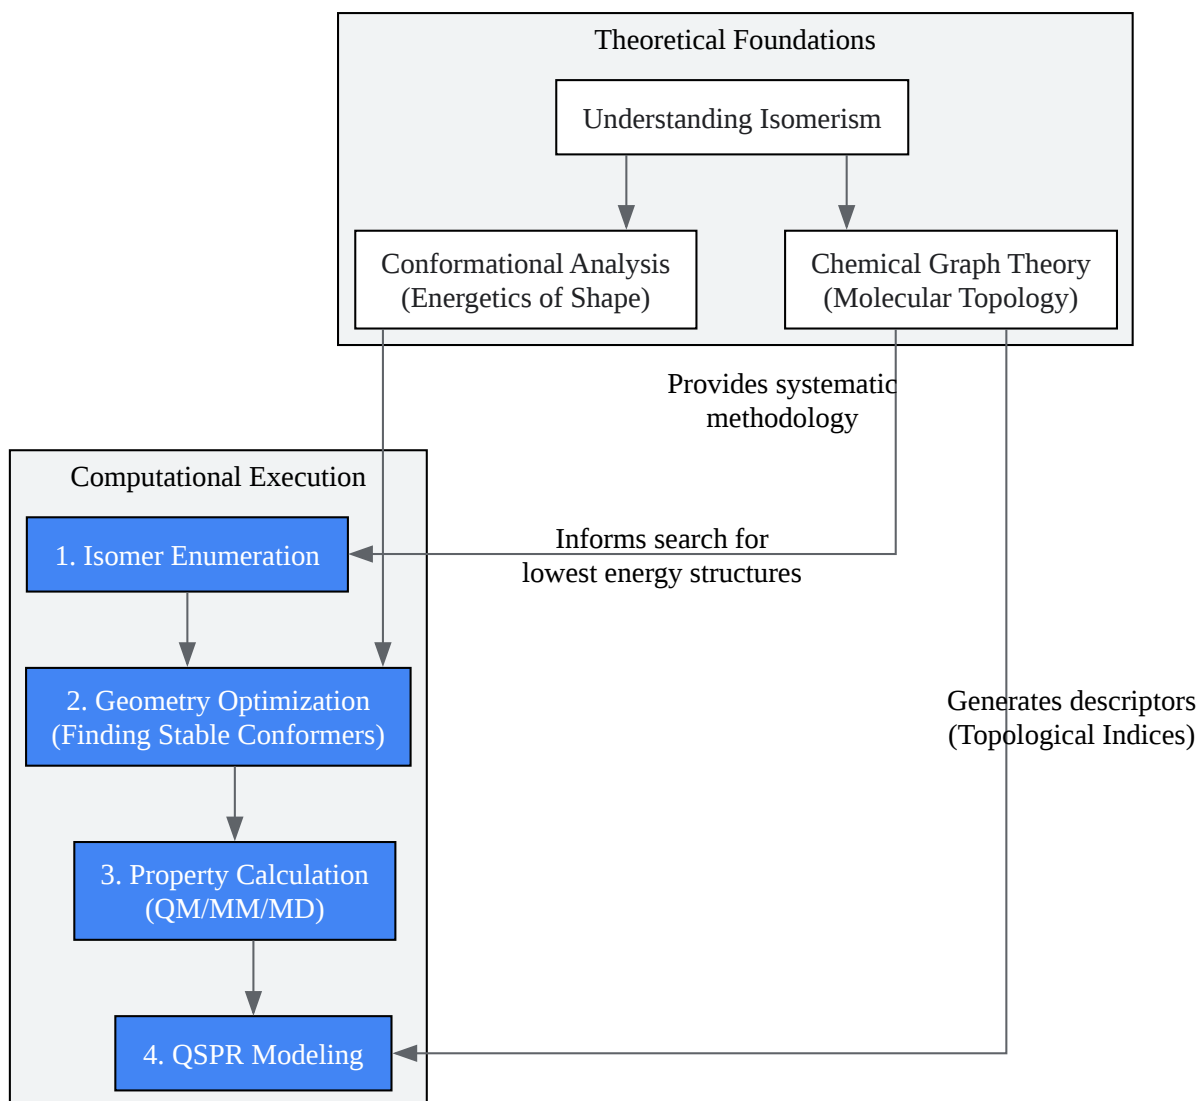 Theoretical Foundations
Understanding Isomerism
Conformational Analysis
(Energetics of Shape)
Chemical Graph Theory
(Molecular Topology)
Provides systematic
methodology
Computational Execution
1. Isomer Enumeration
Informs search for
lowest energy structures
2. Geometry Optimization
(Finding Stable Conformers)
Generates descriptors
(Topological Indices)
3. Property Calculation
(QM/MM/MD)
4. QSPR Modeling